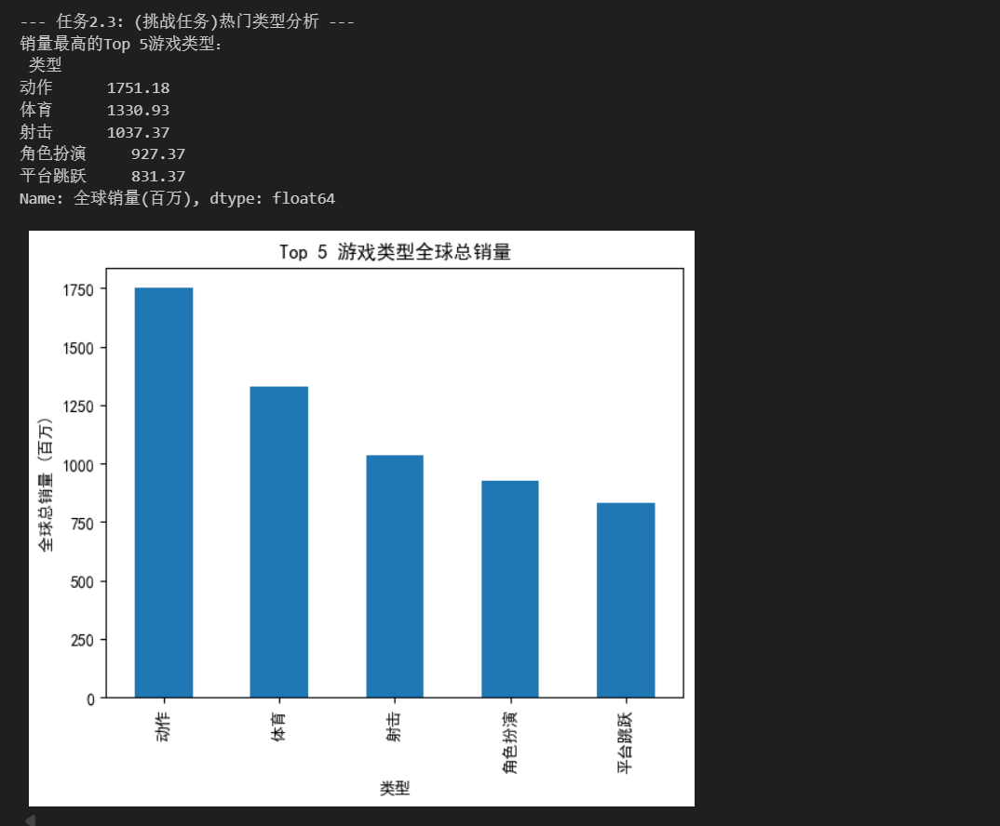 --- 任务2.3: (挑战任务)热门类型分析 ---
销量最高的Top 5游戏类型：
类型
动作      1751.18
体育      1330.93
射击      1037.37
角色扮演     927.37
平台跳跃     831.37
Name: 全球销量(百万), dtype: float64
Top 5 游戏类型全球总销量
全球总销量（百万）
1750
1500
1250
1000
750
500
250
0
动作 体育 射击 角色扮演 平台跳跃
类型